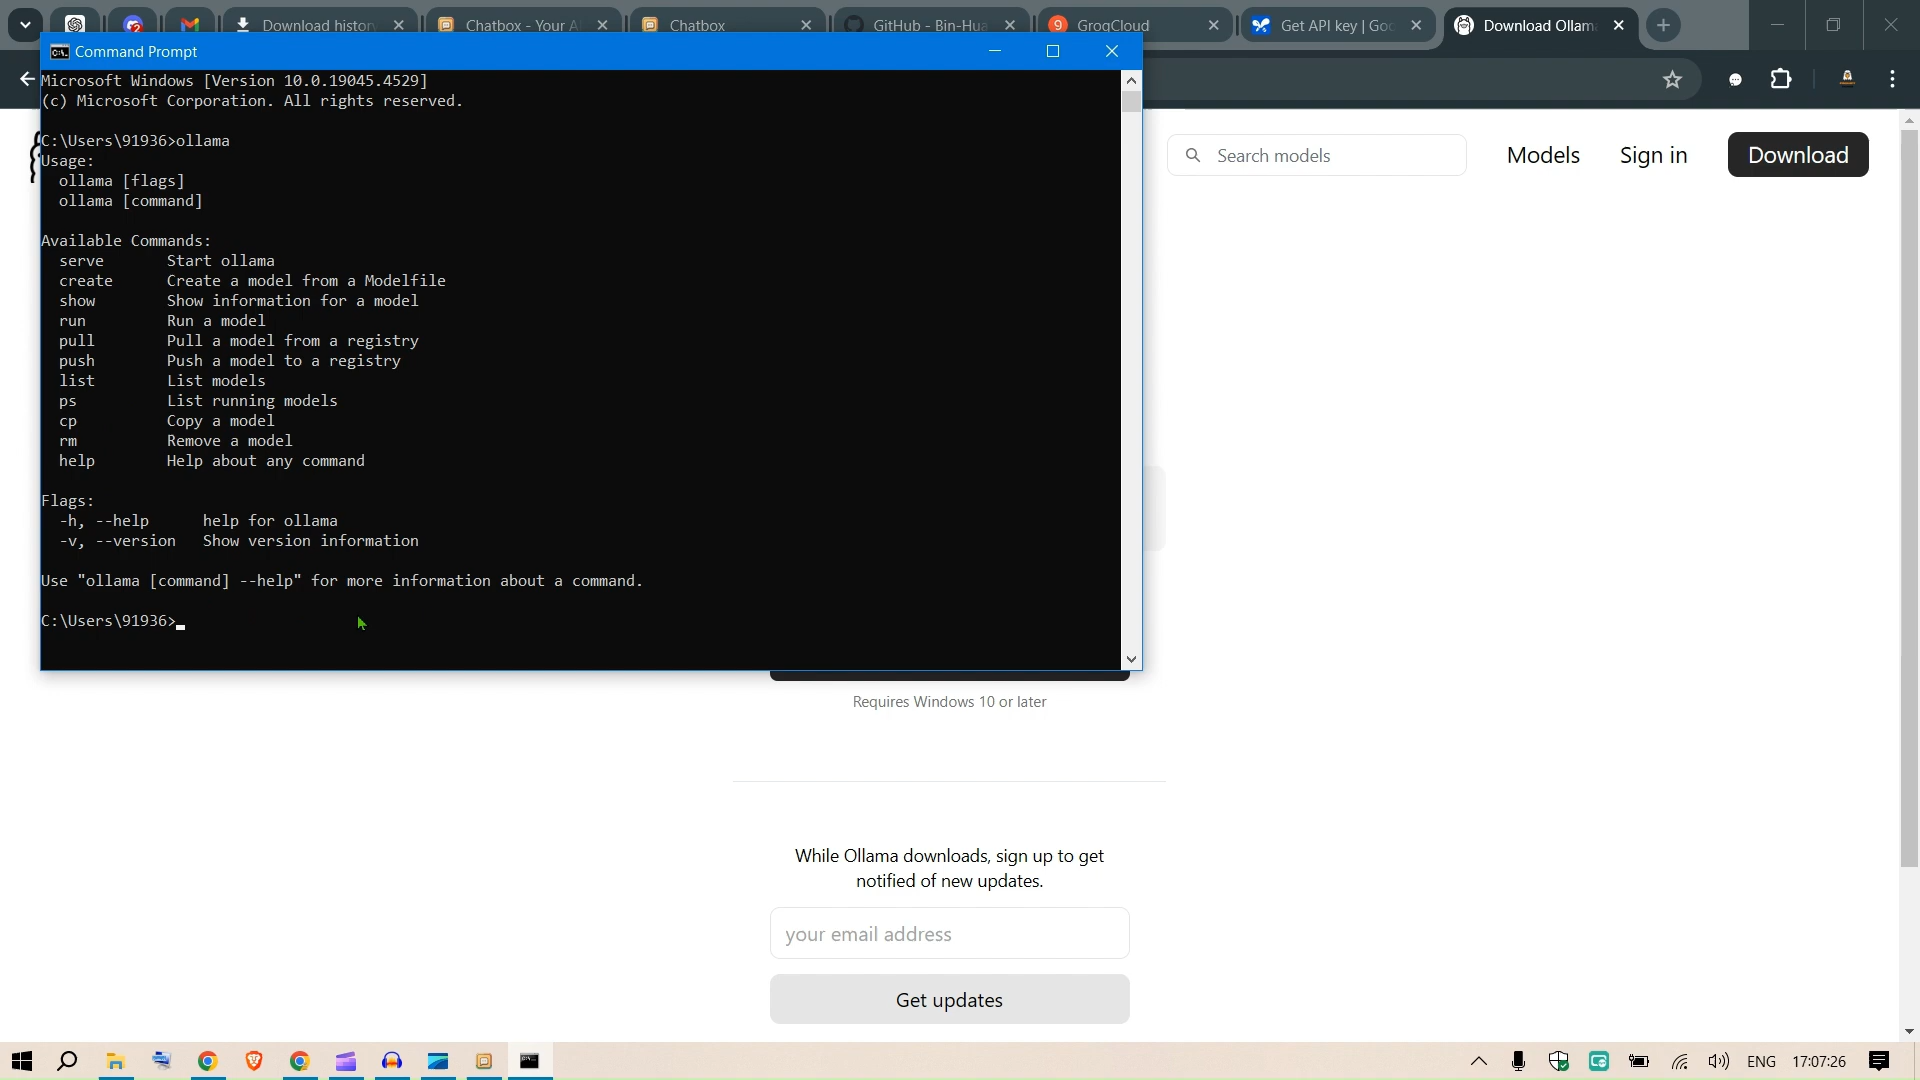 Download history
Chatbox - Your A
Chatbox
GitHub - Bin-Hua
GroqCloud
Get API key | Goo
Download Ollama
Command Prompt
Microsoft Windows [Version 10.0.19045.4529]
(c) Microsoft Corporation. All rights reserved.
C:\Users\91936>ollama
Usage:
ollama [flags]
ollama [command]
Available Commands:
serve Start ollama
create Create a model from a Modelfile
show Show information for a model
run Run a model
pull Pull a model from a registry
push Push a model to a registry
list List models
ps List running models
cp Copy a model
rm Remove a model
help Help about any command
Flags:
-h, --help help for ollama
-v, --version Show version information
Use "ollama [command] --help" for more information about a command.
C:\Users\91936>
Search models
Models
Sign in
Download
Requires Windows 10 or later
While Ollama downloads, sign up to get
notified of new updates.
your email address
Get updates
ENG
17:07:26